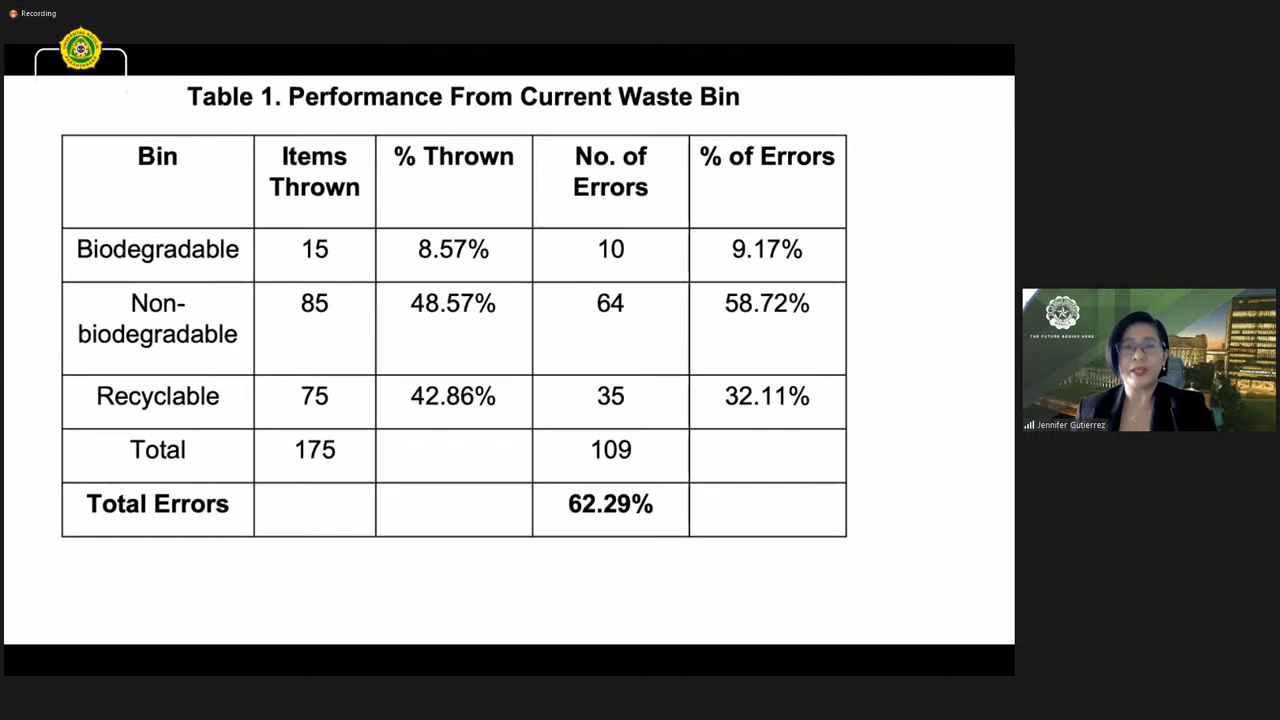 Recording
Table 1. Performance From Current Waste Bin
Bin
Items
Thrown
% Thrown
No. of
Errors
% of Errors
Biodegradable
15
8.57%
10
9.17%
Non-
biodegradable
85
48.57%
64
58.72%
Recyclable
75
42.86%
35
32.11%
Total
175
109
Total Errors
62.29%
THE FUTURE BEGINS HERE.
Jennifer Gutierrez